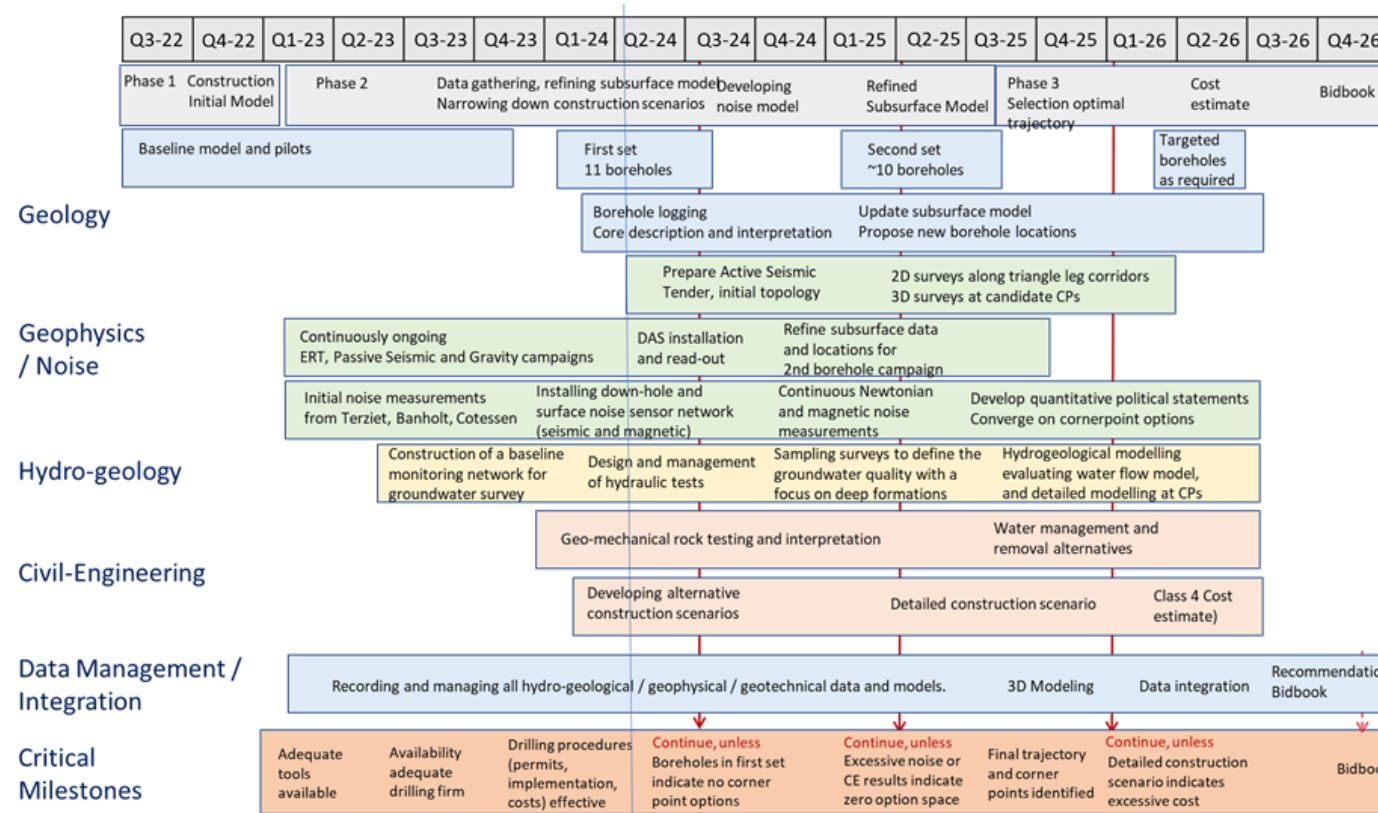 Q3-22 Q4-22 Q1-23 Q2-23 Q3-23 Q4-23 Q1-24 Q2-24 Q3-24 Q4-24 Q1-25 Q2-25 Q3-25 Q4-25 Q1-26 Q2-26 Q3-26 Q4-26
Phase 1
Construction
Initial Model
Phase 2
Data gathering, refining subsurface model
Narrowing down construction scenarios
Developing
noise model
Refined
Subsurface Model
Phase 3
Selection optimal
trajectory
Cost
estimate
Bidbook
Baseline model and pilots
First set
11 boreholes
Second set
~10 boreholes
Targeted
boreholes
as required
Geology
Borehole logging
Core description and interpretation
Update subsurface model
Propose new borehole locations
Prepare Active Seismic
Tender, initial topology
2D surveys along triangle leg corridors
3D surveys at candidate CPs
Geophysics
/ Noise
Continuously ongoing
ERT, Passive Seismic and Gravity campaigns
DAS installation
and read-out
Refine subsurface data
and locations for
2nd borehole campaign
Initial noise measurements
from Terziet, Banholt, Cotessen
Installing down-hole and
surface noise sensor network
(seismic and magnetic)
Continuous Newtonian
and magnetic noise
measurements
Develop quantitative political statements
Converge on cornerpoint options
Hydro-geology
Construction of a baseline
monitoring network for
groundwater survey
Design and management
of hydraulic tests
Sampling surveys to define the
groundwater quality with a
focus on deep formations
Hydrogeological modelling
evaluating water flow model,
and detailed modelling at CPs
Civil-Engineering
Geo-mechanical rock testing and interpretation
Water management and
removal alternatives
Developing alternative
construction scenarios
Detailed construction scenario
Class 4 Cost
estimate)
Data Management /
Integration
Recording and managing all hydro-geological / geophysical / geotechnical data and models.
3D Modeling
Data integration
Recommendatio
Bidbook
Critical
Milestones
Adequate
tools
available
Availability
adequate
drilling firm
Drilling procedures
(permits,
implementation,
costs) effective
Continue, unless
Boreholes in first set
indicate no corner
point options
Continue, unless
Excessive noise or
CE results indicate
zero option space
Final trajectory
and corner
points identified
Continue, unless
Detailed construction
scenario indicates
excessive cost
Bidboo